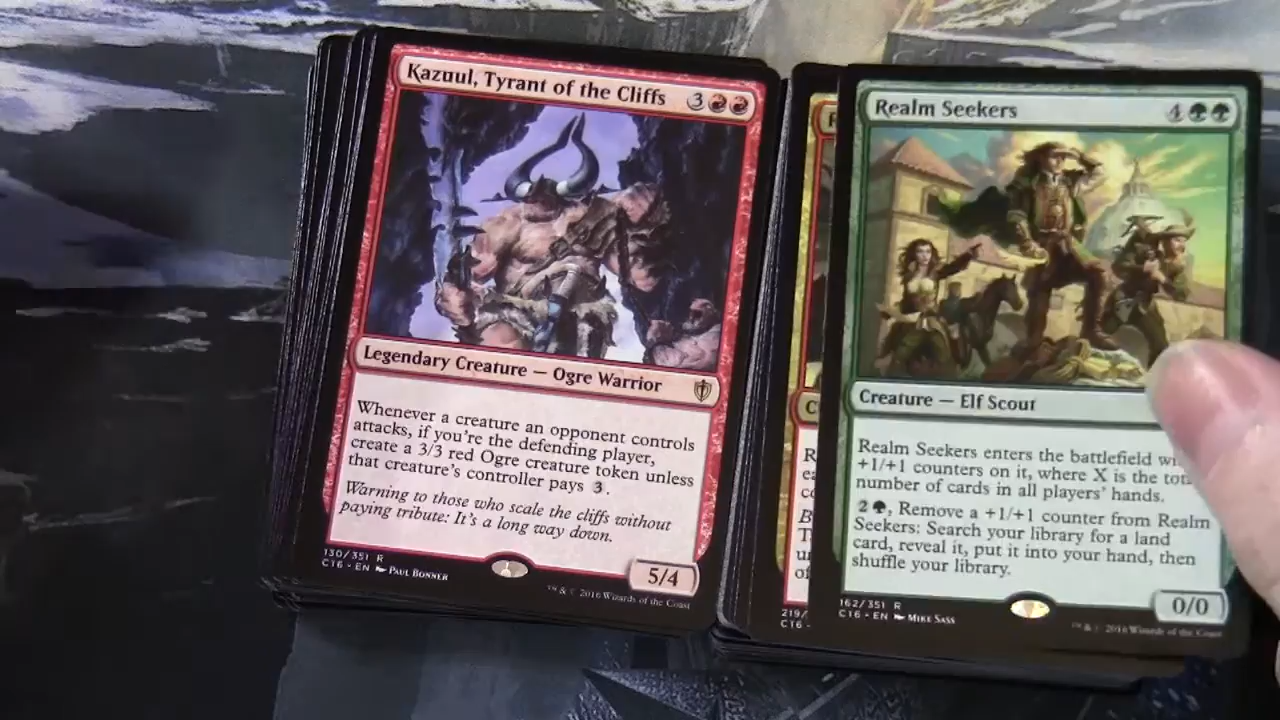 Kazuul, Tyrant of the Cliffs 3
Legendary Creature — Ogre Warrior
Whenever a creature an opponent controls
attacks, if you're the defending player,
create a 3/3 red Ogre creature token unless
that creature's controller pays 3.
Warning to those who scale the cliffs without
paying tribute: It's a long way down.
130/351 R
C16 • EN Paul Bonner
™ & © 2016 Wizards of the Coast
5/4
219/
C16 •
Realm Seekers 4
Creature — Elf Scout
Realm Seekers enters the battlefield
+1/+1 counters on it, where X is the
number of cards in all players' hands.
2 , Remove a +1/+1 counter from Realm
Seekers: Search your library for a land
card, reveal it, put it into your hand, then
shuffle your library.
162/351 R
C16 • EN Mike Sass
™ & © 2016 Wizards of the Coast
0/0